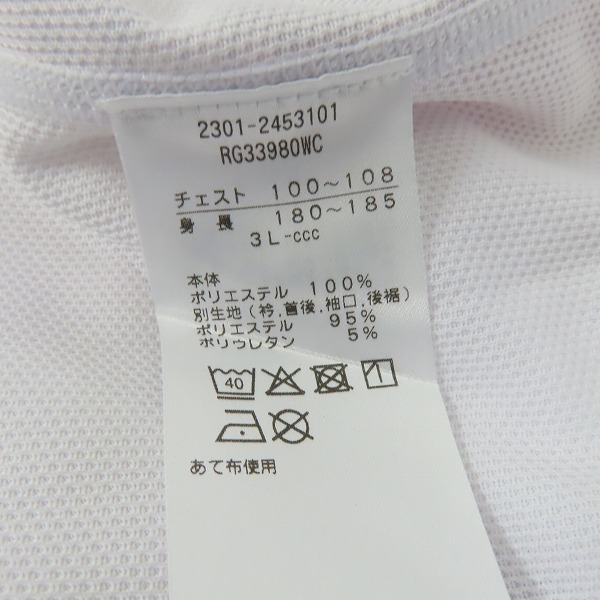 2301-2453101
RG33980WC
チェスト 100～108
身長 180～185
3L-ccc
本体
ポリエステル 100%
別生地(衿,首後,袖口,後裾)
ポリエステル 95%
ポリウレタン 5%
40
あて布使用